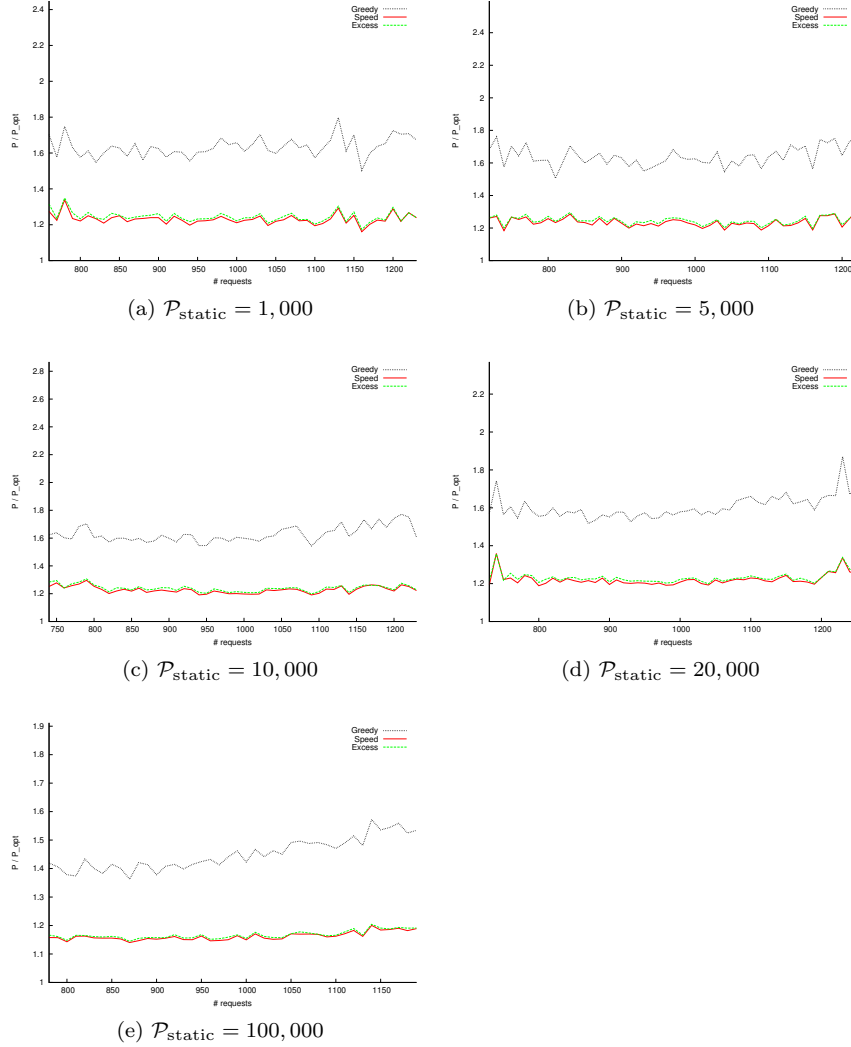 2.4
2.2
2
1.8
1.6
1.4
1.2
1
P / P_opt
Greedy
Speed
Excess
800 850 900 950 1000 1050 1100 1150 1200
# requests
(a) 𝒫static = 1, 000
2.4
2.2
2
1.8
1.6
1.4
1.2
1
P / P_opt
Greedy
Speed
Excess
800 900 1000 1100 1200
# requests
(b) 𝒫static = 5, 000
2.8
2.6
2.4
2.2
2
1.8
1.6
1.4
1.2
1
P / P_opt
Greedy
Speed
Excess
750 800 850 900 950 1000 1050 1100 1150 1200
# requests
(c) 𝒫static = 10, 000
2.2
2
1.8
1.6
1.4
1.2
1
P / P_opt
Greedy
Speed
Excess
800 900 1000 1100 1200
# requests
(d) 𝒫static = 20, 000
1.9
1.8
1.7
1.6
1.5
1.4
1.3
1.2
1.1
1
P / P_opt
Greedy
Speed
Excess
800 850 900 950 1000 1050 1100 1150
# requests
(e) 𝒫static = 100, 000